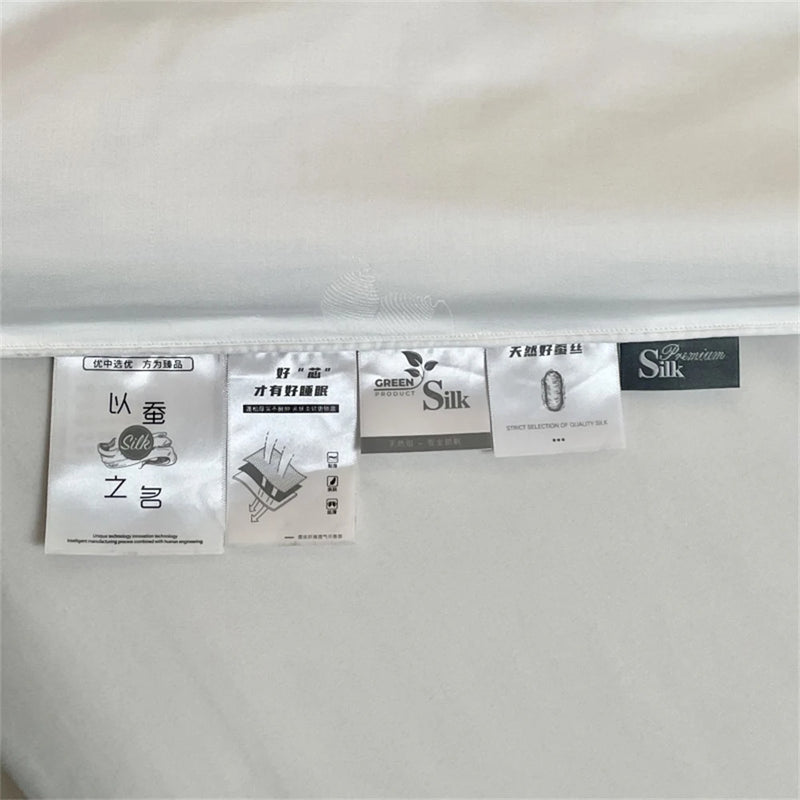 优中选优 方为臻品
以 蚕
Silk
之 名
Unique technology innovation technology
Intelligent manufacturing process combined with human engineering
好“芯”
才有好睡眠
GREEN
PRODUCT
Silk
天然好蚕丝
STRICT SELECTION OF QUALITY SILK
Premium
Silk